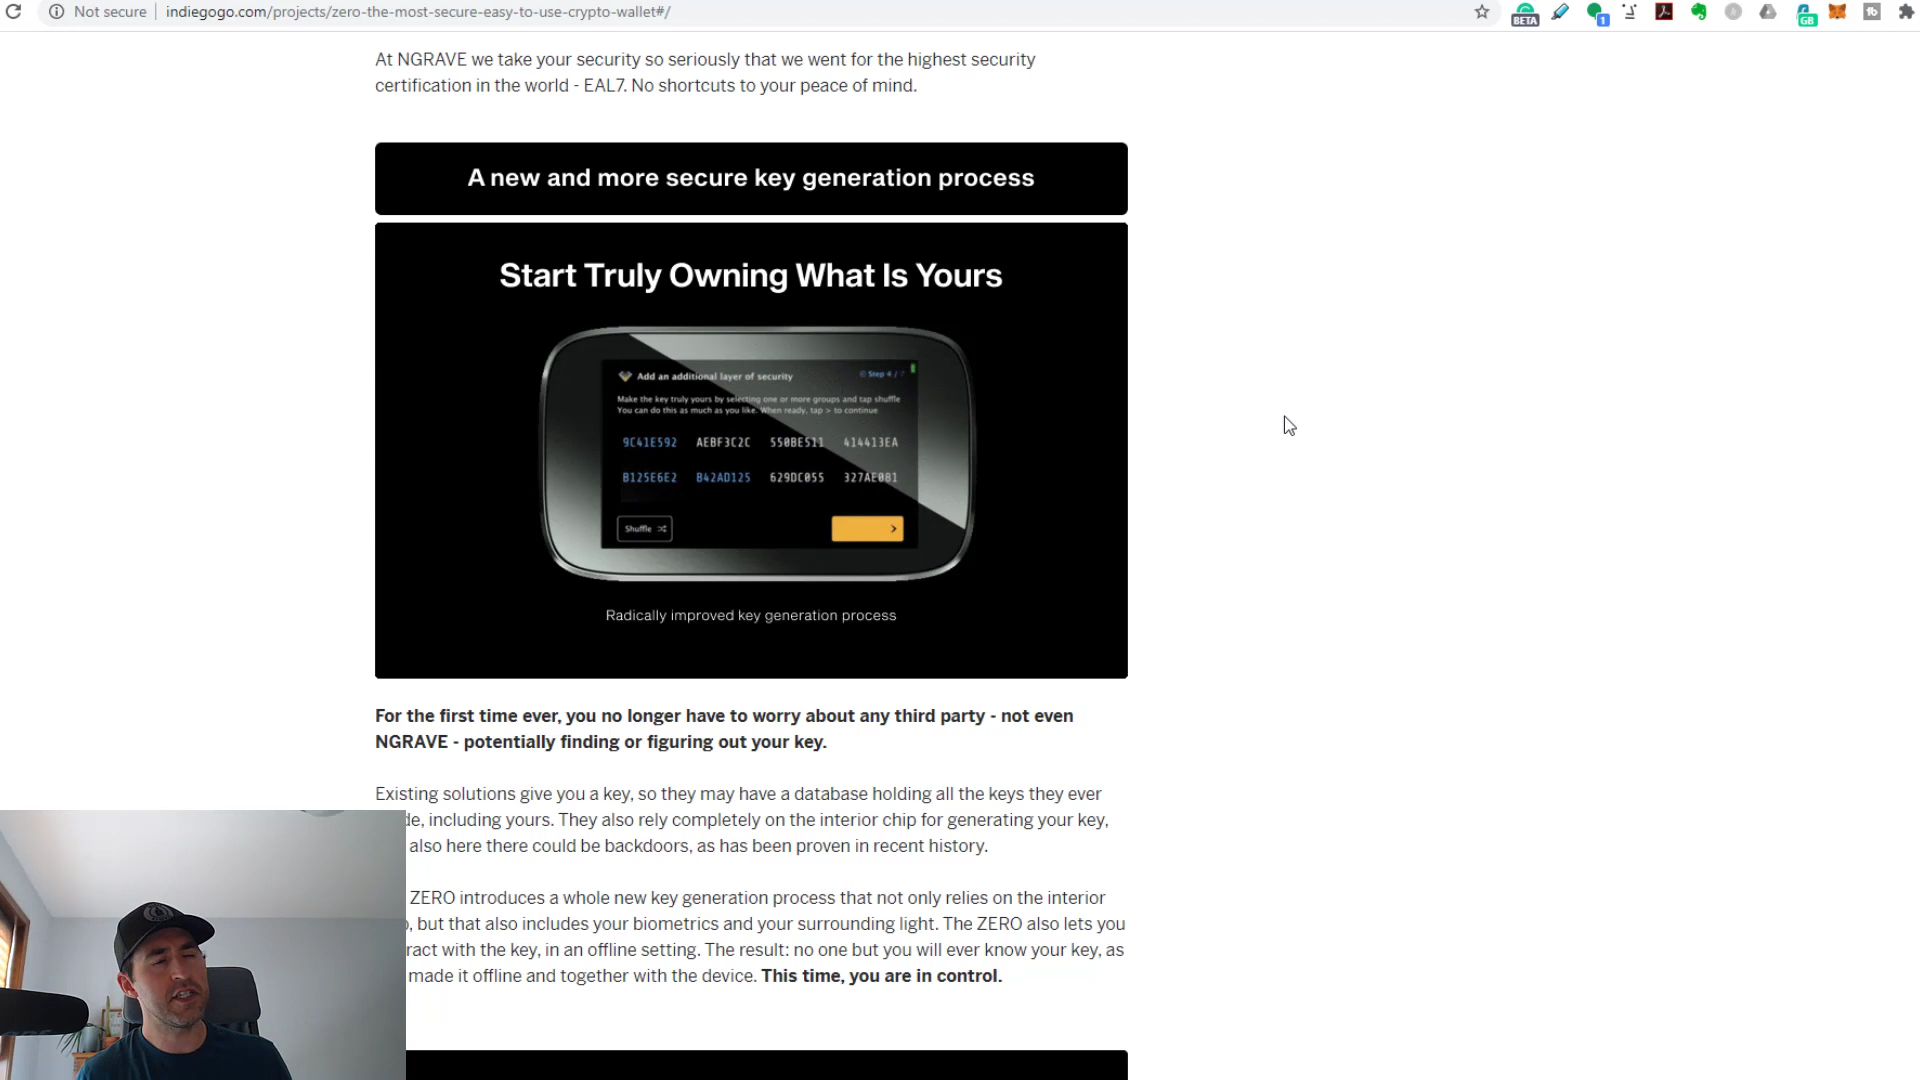 Not secure indiegogo.com/projects/zero-the-most-secure-easy-to-use-crypto-wallet#/
BETA
1
GB
At NGRAVE we take your security so seriously that we went for the highest security
certification in the world - EAL7. No shortcuts to your peace of mind.
A new and more secure key generation process
Start Truly Owning What Is Yours
Add an additional layer of security
Step 4 / 7
Make the key truly yours by selecting one or more groups and tap shuffle
You can do this as much as you like. When ready, tap > to continue
9C41E592 AEBF3C2C 550BE511 414413EA
B125E6E2 B42AD125 629DC055 327AE081
Shuffle
>
Radically improved key generation process
For the first time ever, you no longer have to worry about any third party - not even
NGRAVE - potentially finding or figuring out your key.
Existing solutions give you a key, so they may have a database holding all the keys they ever
de, including yours. They also rely completely on the interior chip for generating your key,
also here there could be backdoors, as has been proven in recent history.
ZERO introduces a whole new key generation process that not only relies on the interior
, but that also includes your biometrics and your surrounding light. The ZERO also lets you
ract with the key, in an offline setting. The result: no one but you will ever know your key, as
made it offline and together with the device. This time, you are in control.